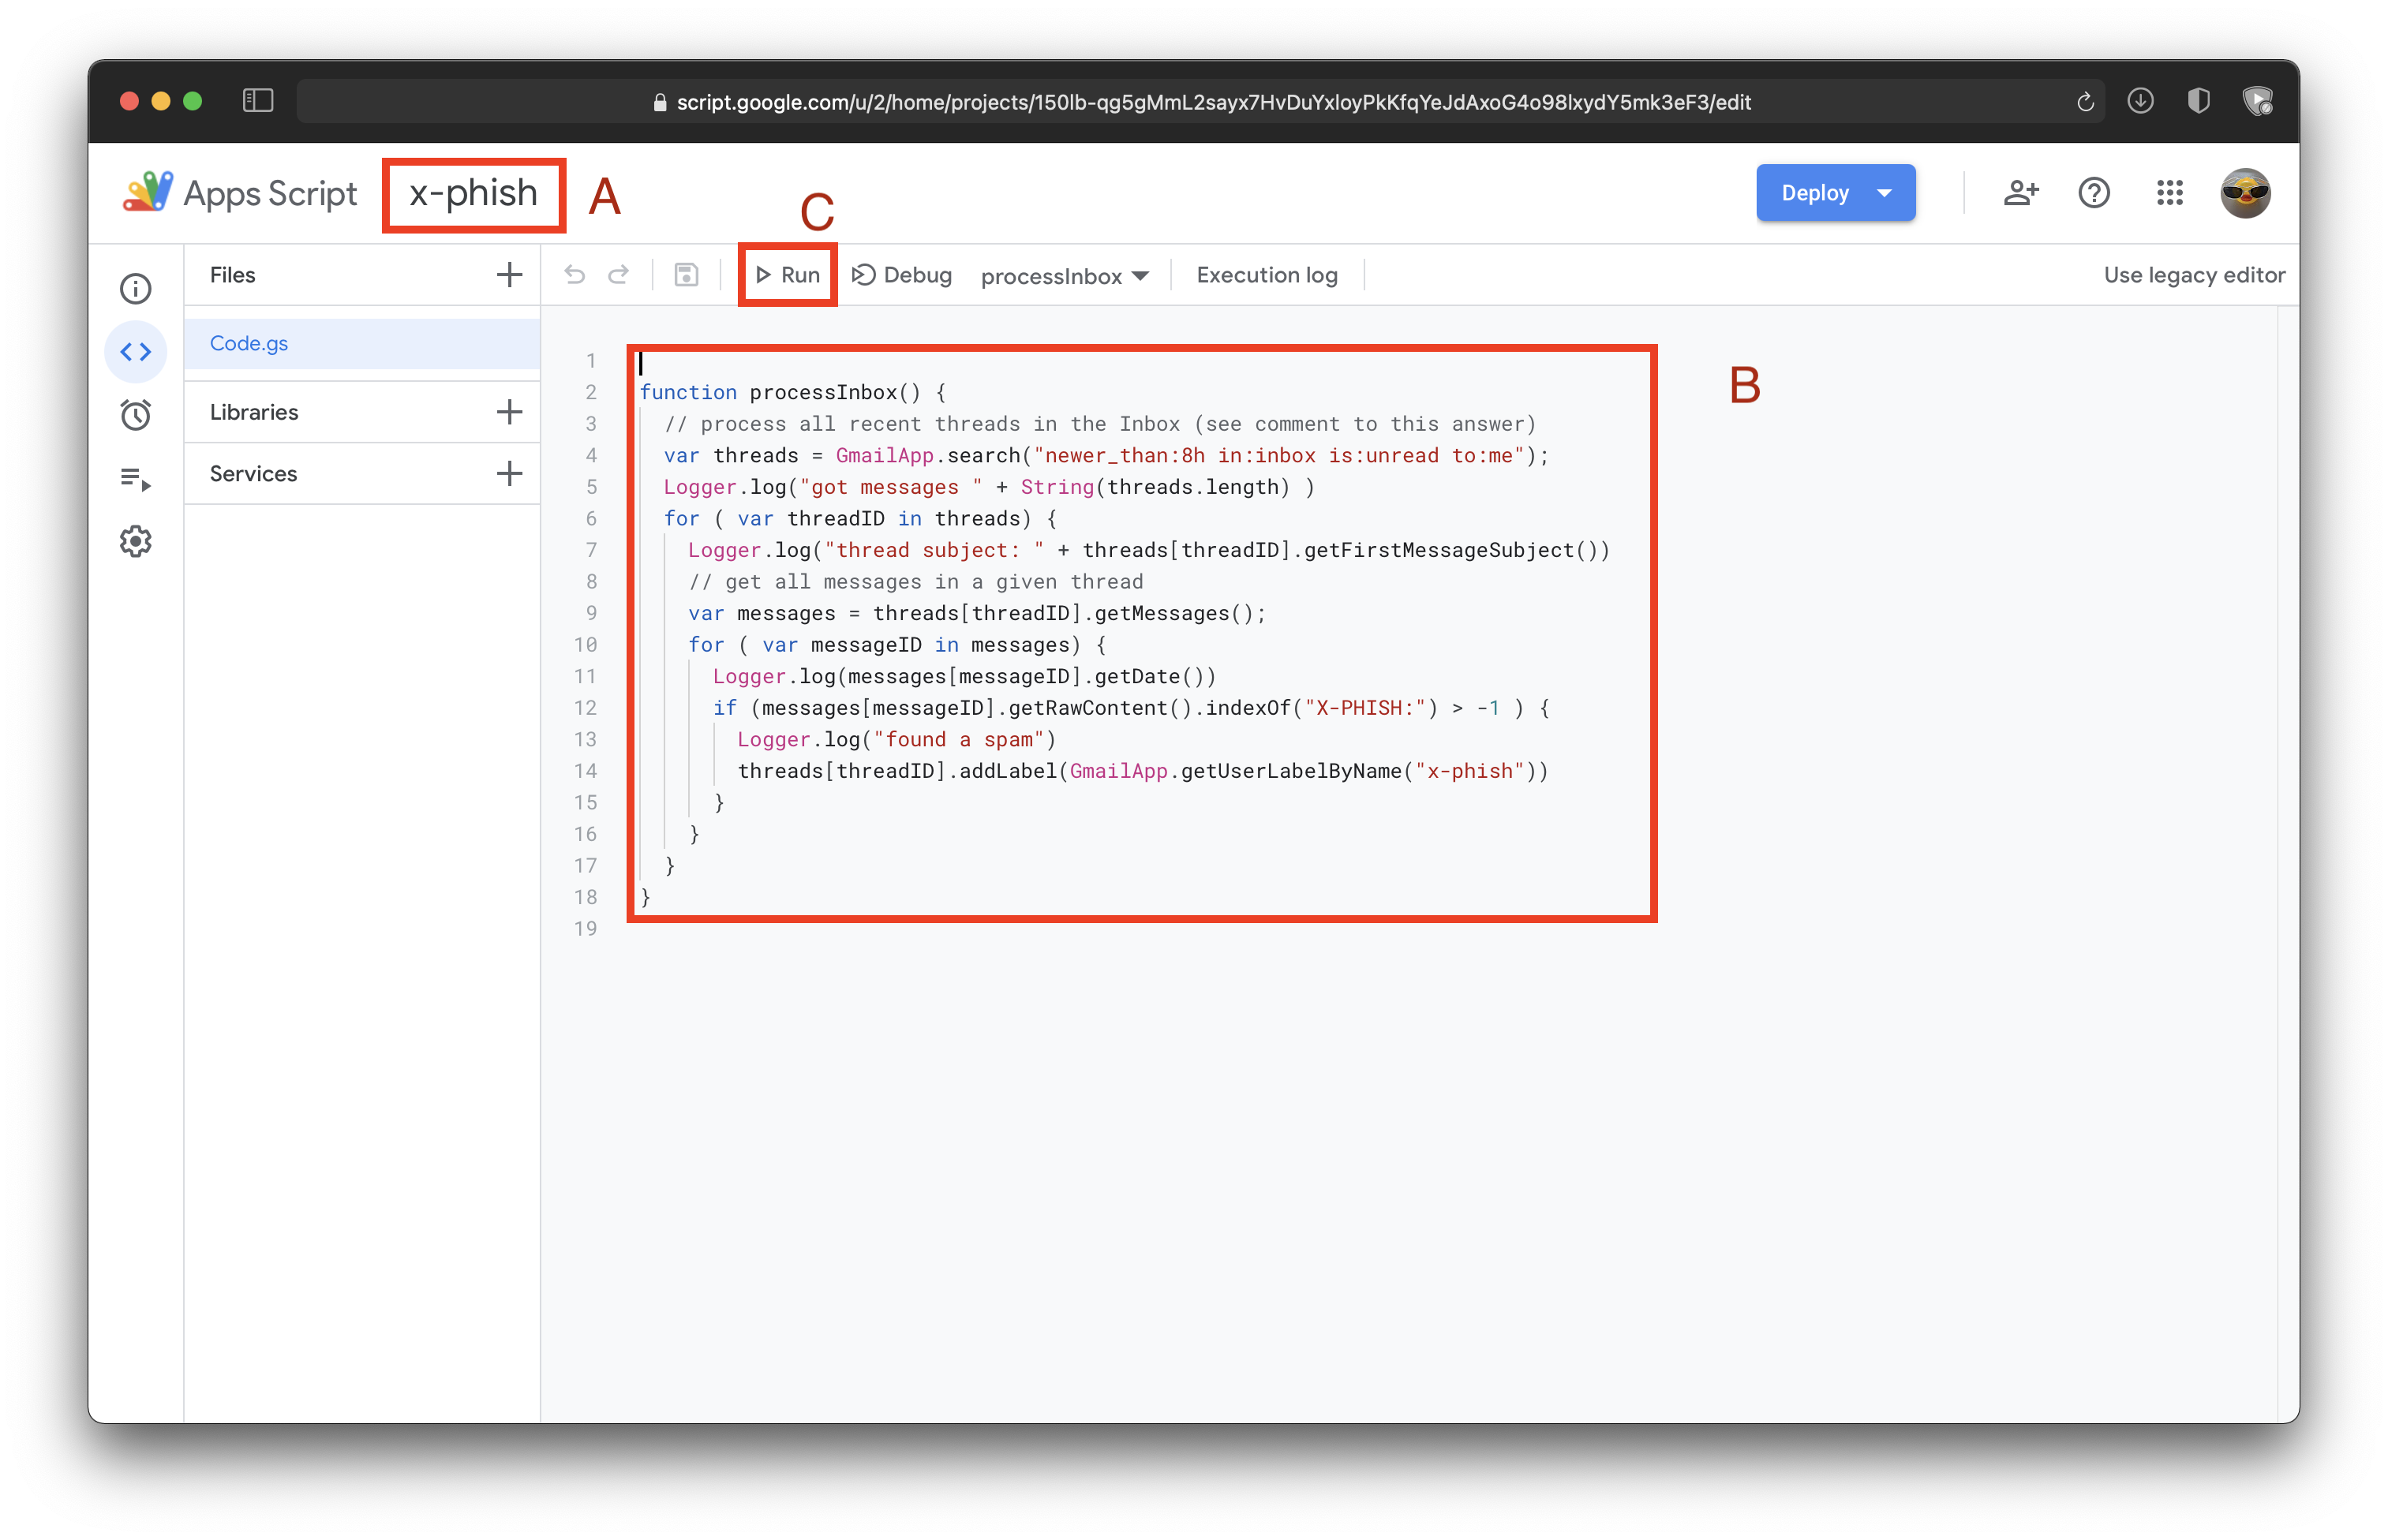 script.google.com/u/2/home/projects/150lb-qg5gMmL2sayx7HvDuYxloyPkKfqYeJdAxoG4o98lxydY5mk3eF3/edit
Apps Script x-phish A C Deploy
Files Run Debug processInbox Execution log Use legacy editor
Code.gs
Libraries
Services
B
1
2 function processInbox() {
3 // process all recent threads in the Inbox (see comment to this answer)
4 var threads = GmailApp.search("newer_than:8h in:inbox is:unread to:me");
5 Logger.log("got messages " + String(threads.length) )
6 for ( var threadID in threads) {
7 Logger.log("thread subject: " + threads[threadID].getFirstMessageSubject())
8 // get all messages in a given thread
9 var messages = threads[threadID].getMessages();
10 for ( var messageID in messages) {
11 Logger.log(messages[messageID].getDate())
12 if (messages[messageID].getRawContent().indexOf("X-PHISH:") > -1 ) {
13 Logger.log("found a spam")
14 threads[threadID].addLabel(GmailApp.getUserLabelByName("x-phish"))
15 }
16 }
17 }
18 }
19